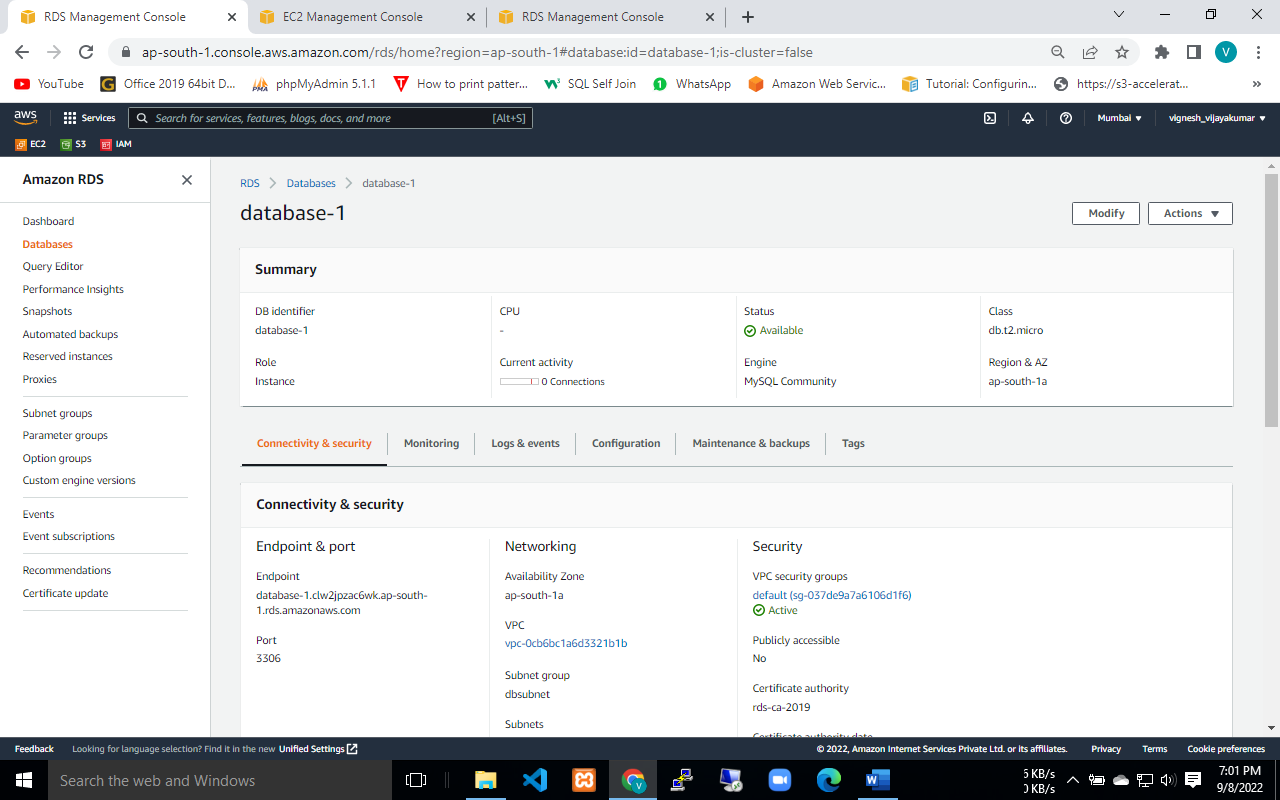 RDS Management Console
EC2 Management Console
RDS Management Console
ap-south-1.console.aws.amazon.com/rds/home?region=ap-south-1#database:id=database-1;is-cluster=false
V
YouTube
Office 2019 64bit D...
phpMyAdmin 5.1.1
How to print patter...
SQL Self Join
WhatsApp
Amazon Web Servic...
Tutorial: Configurin...
https://s3-accelerat...
»
aws
Services
Search for services, features, blogs, docs, and more
[Alt+S]
Mumbai
vignesh_vijayakumar
EC2
S3
IAM
Amazon RDS
Dashboard
Databases
Query Editor
Performance Insights
Snapshots
Automated backups
Reserved instances
Proxies
Subnet groups
Parameter groups
Option groups
Custom engine versions
Events
Event subscriptions
Recommendations
Certificate update
RDS
Databases
database-1
database-1
Modify
Actions
Summary
DB identifier
database-1
CPU
-
Status
Available
Class
db.t2.micro
Role
Instance
Current activity
0 Connections
Engine
MySQL Community
Region & AZ
ap-south-1a
Connectivity & security
Monitoring
Logs & events
Configuration
Maintenance & backups
Tags
Connectivity & security
Endpoint & port
Endpoint
database-1.clw2jpzac6wk.ap-south-
1.rds.amazonaws.com
Port
3306
Networking
Availability Zone
ap-south-1a
VPC
vpc-0cb6bc1a6d3321b1b
Subnet group
dbsubnet
Subnets
Security
VPC security groups
default (sg-037de9a7a6106d1f6)
Active
Publicly accessible
No
Certificate authority
rds-ca-2019
Certificate authority date
Feedback
Looking for language selection? Find it in the new Unified Settings
© 2022, Amazon Internet Services Private Ltd. or its affiliates.
Privacy
Terms
Cookie preferences
Search the web and Windows
5 KB/s
0 KB/s
7:01 PM
9/8/2022